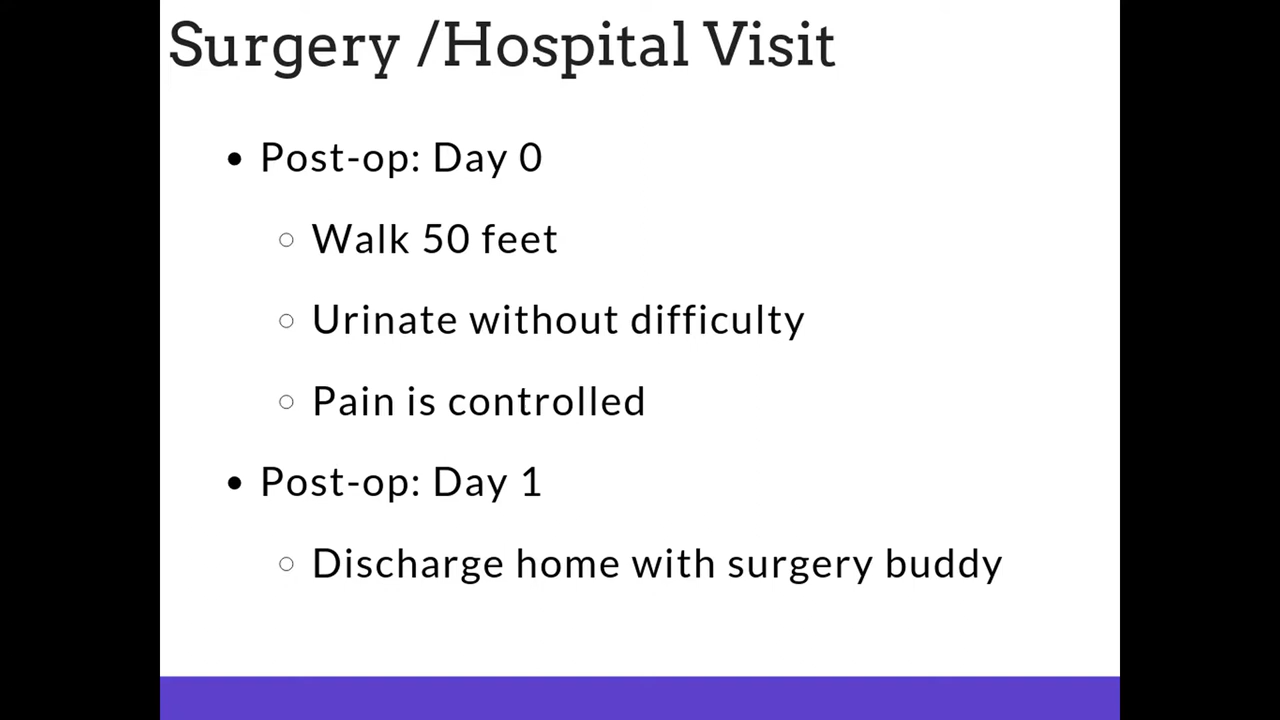 Surgery /Hospital Visit
• Post-op: Day 0
○ Walk 50 feet
○ Urinate without difficulty
○ Pain is controlled
• Post-op: Day 1
○ Discharge home with surgery buddy